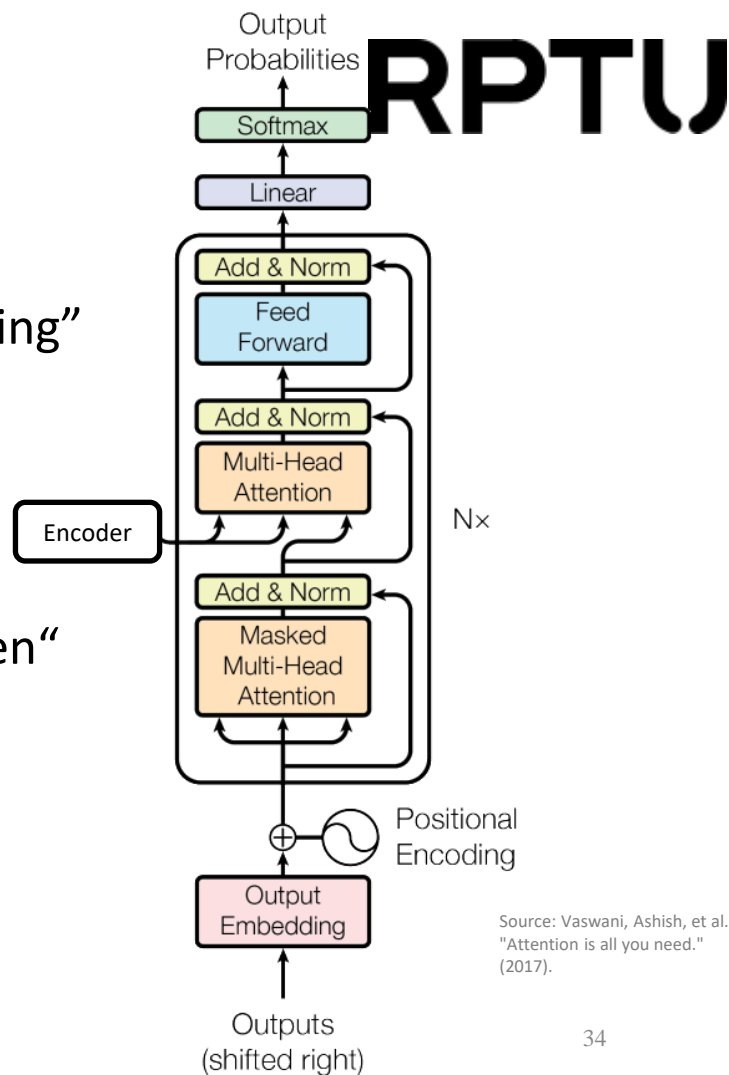 Output
Probabilities
RPTU
Softmax
Linear
Add & Norm
Feed
Forward
ing”
Add & Norm
Multi-Head
Attention
Encoder
N×
Add & Norm
Masked
Multi-Head
Attention
en“
Positional
Encoding
Output
Embedding
Source: Vaswani, Ashish, et al.
"Attention is all you need."
(2017).
Outputs
(shifted right)
34